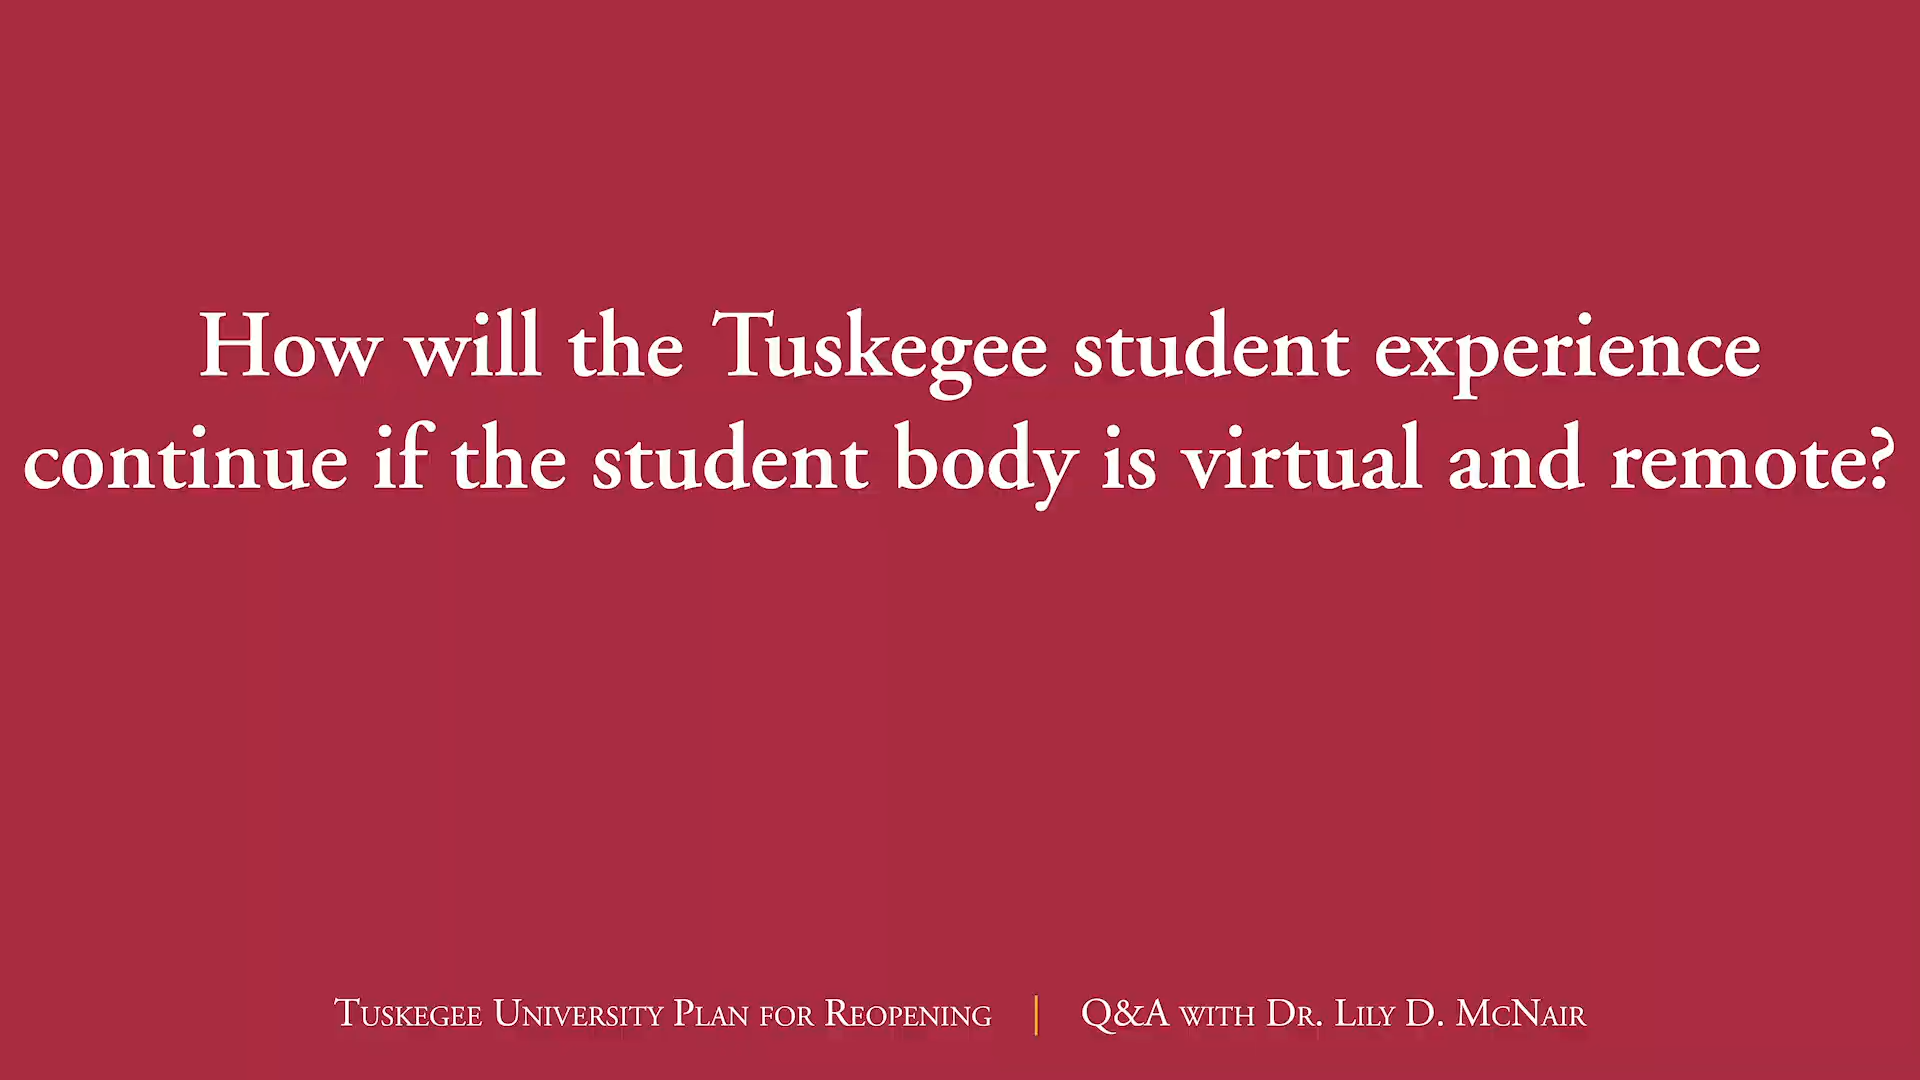 How will the Tuskegee student experience
continue if the student body is virtual and remote?
Tuskegee University Plan for Reopening | Q&A with Dr. Lily D. McNair